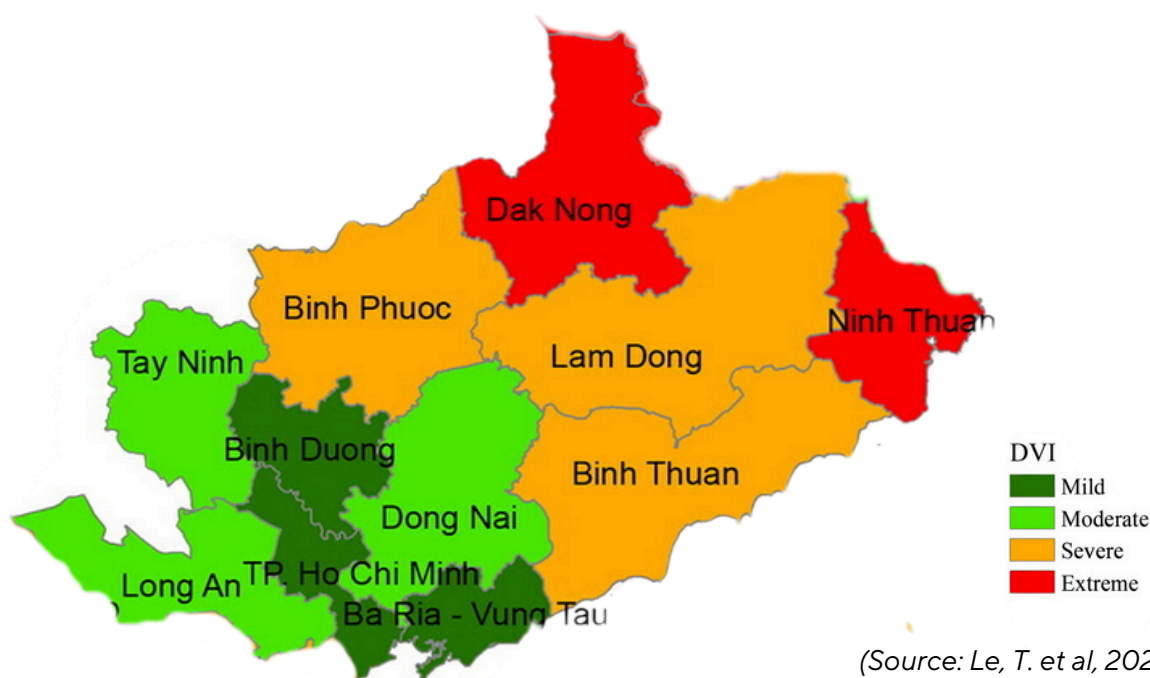 Dak Nong
Binh Phuoc
Ninh Thuan
Tay Ninh
Lam Dong
Binh Duong
Binh Thuan
DVI
Mild
Moderate
Severe
Extreme
Dong Nai
Long An
TP. Ho Chi Minh
Ba Ria - Vung Tau
(Source: Le, T. et al, 202